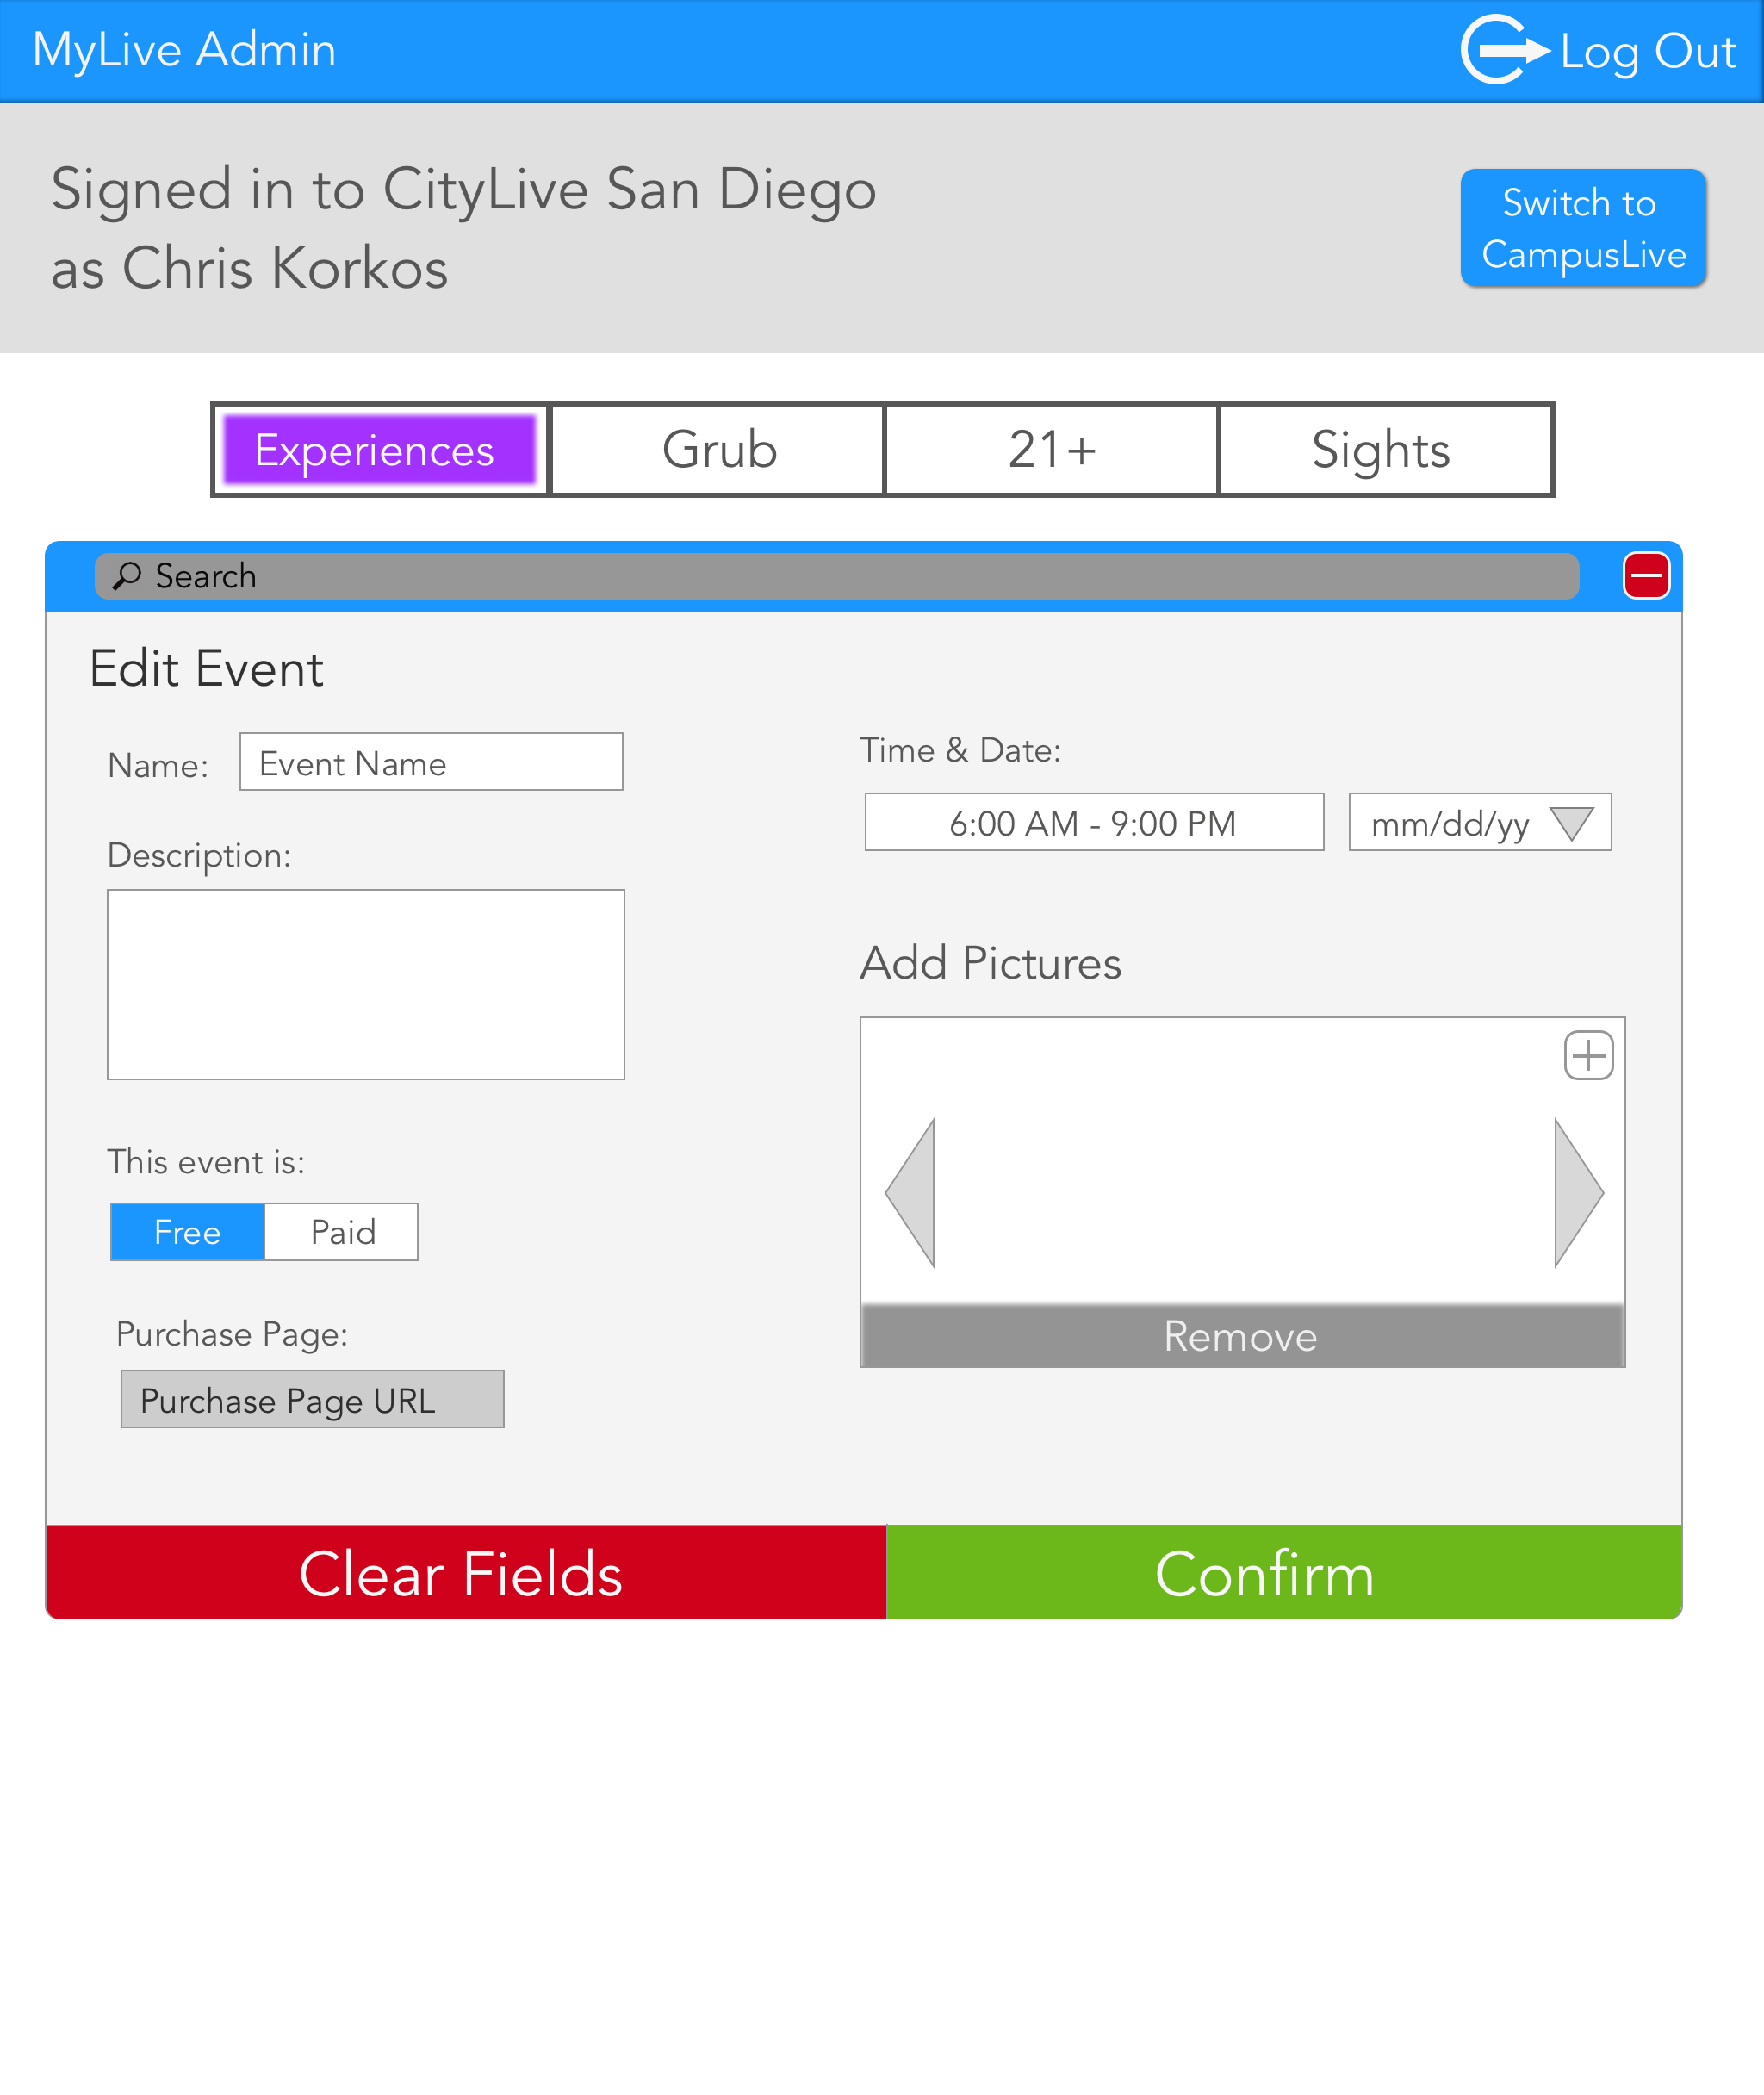 MyLive Admin
Log Out
Signed in to CityLive San Diego
as Chris Korkos
Switch to
CampusLive
Experiences
Grub
21+
Sights
Search
Edit Event
Name:
Event Name
Description:
This event is:
Free
Paid
Purchase Page:
Purchase Page URL
Time & Date:
6:00 AM - 9:00 PM
mm/dd/yy
Add Pictures
Remove
Clear Fields
Confirm